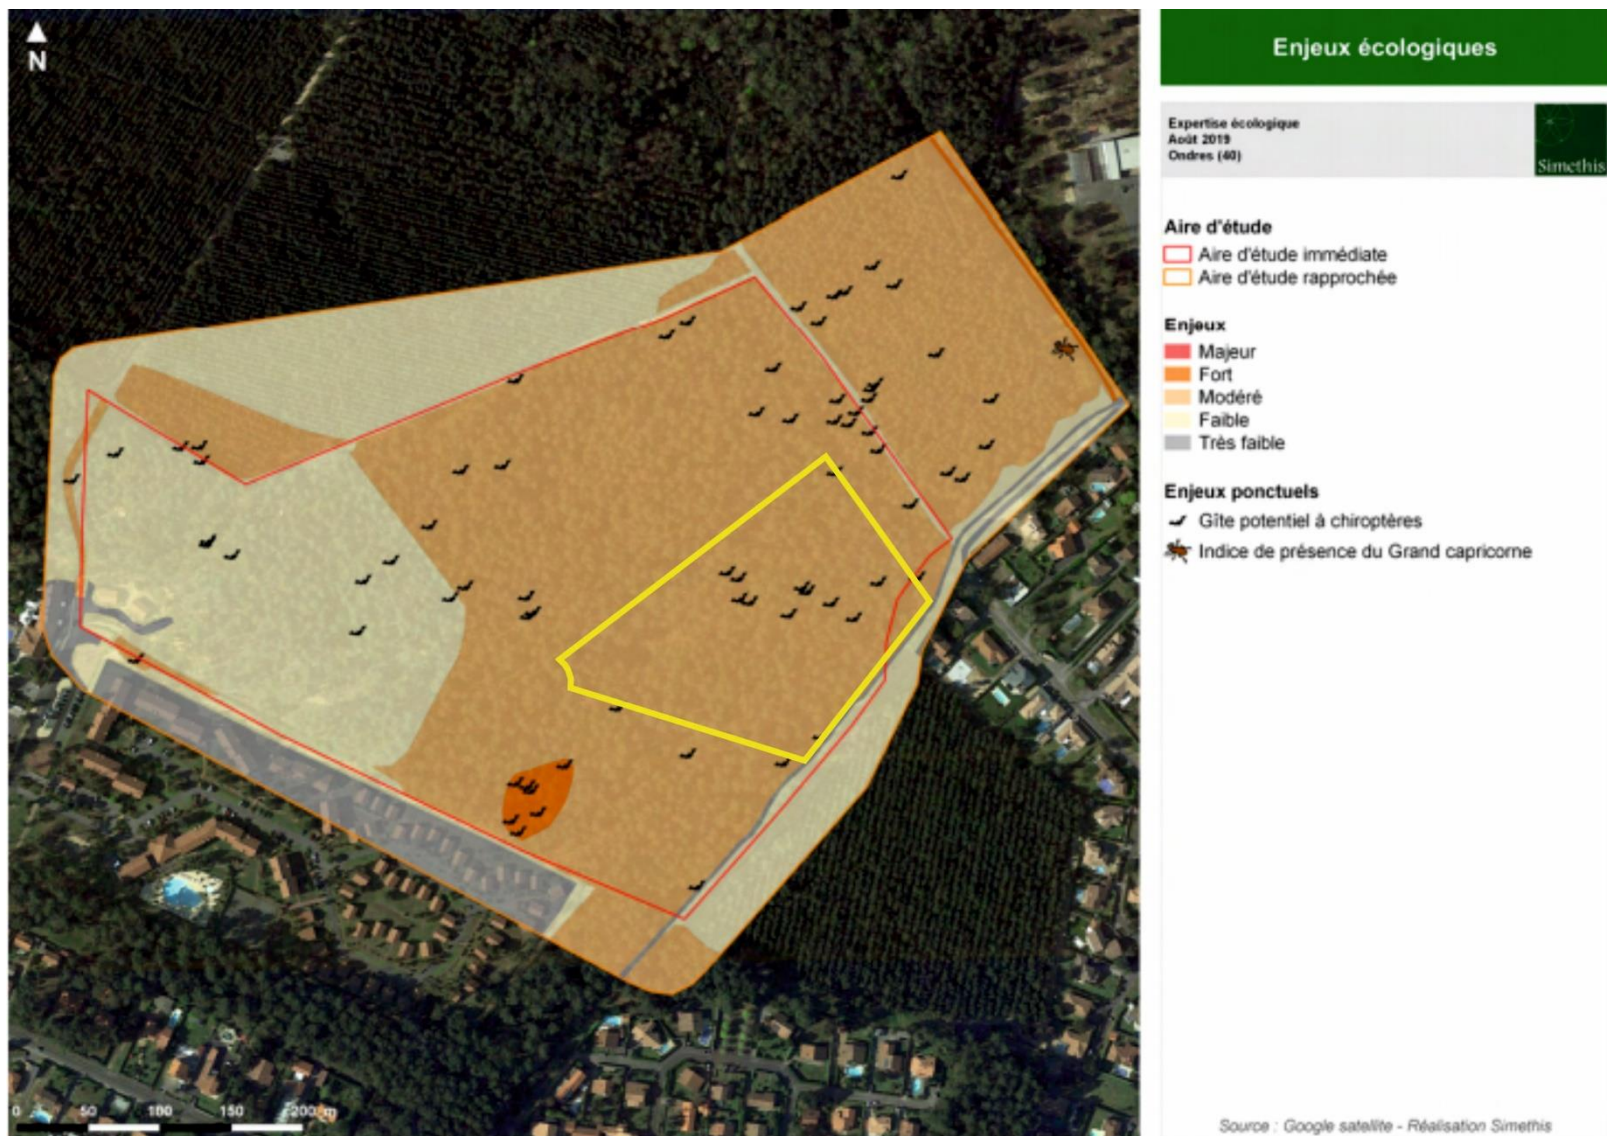 N
Enjeux écologiques
Expertise écologique
Août 2019
Ondres (40)
Simethis
Aire d'étude
Aire d'étude immédiate
Aire d'étude rapprochée
Enjeux
Majeur
Fort
Modéré
Faible
Très faible
Enjeux ponctuels
Gîte potentiel à chiroptères
Indice de présence du Grand capricorne
0 50 100 150 200 m
Source : Google satellite - Réalisation Simethis